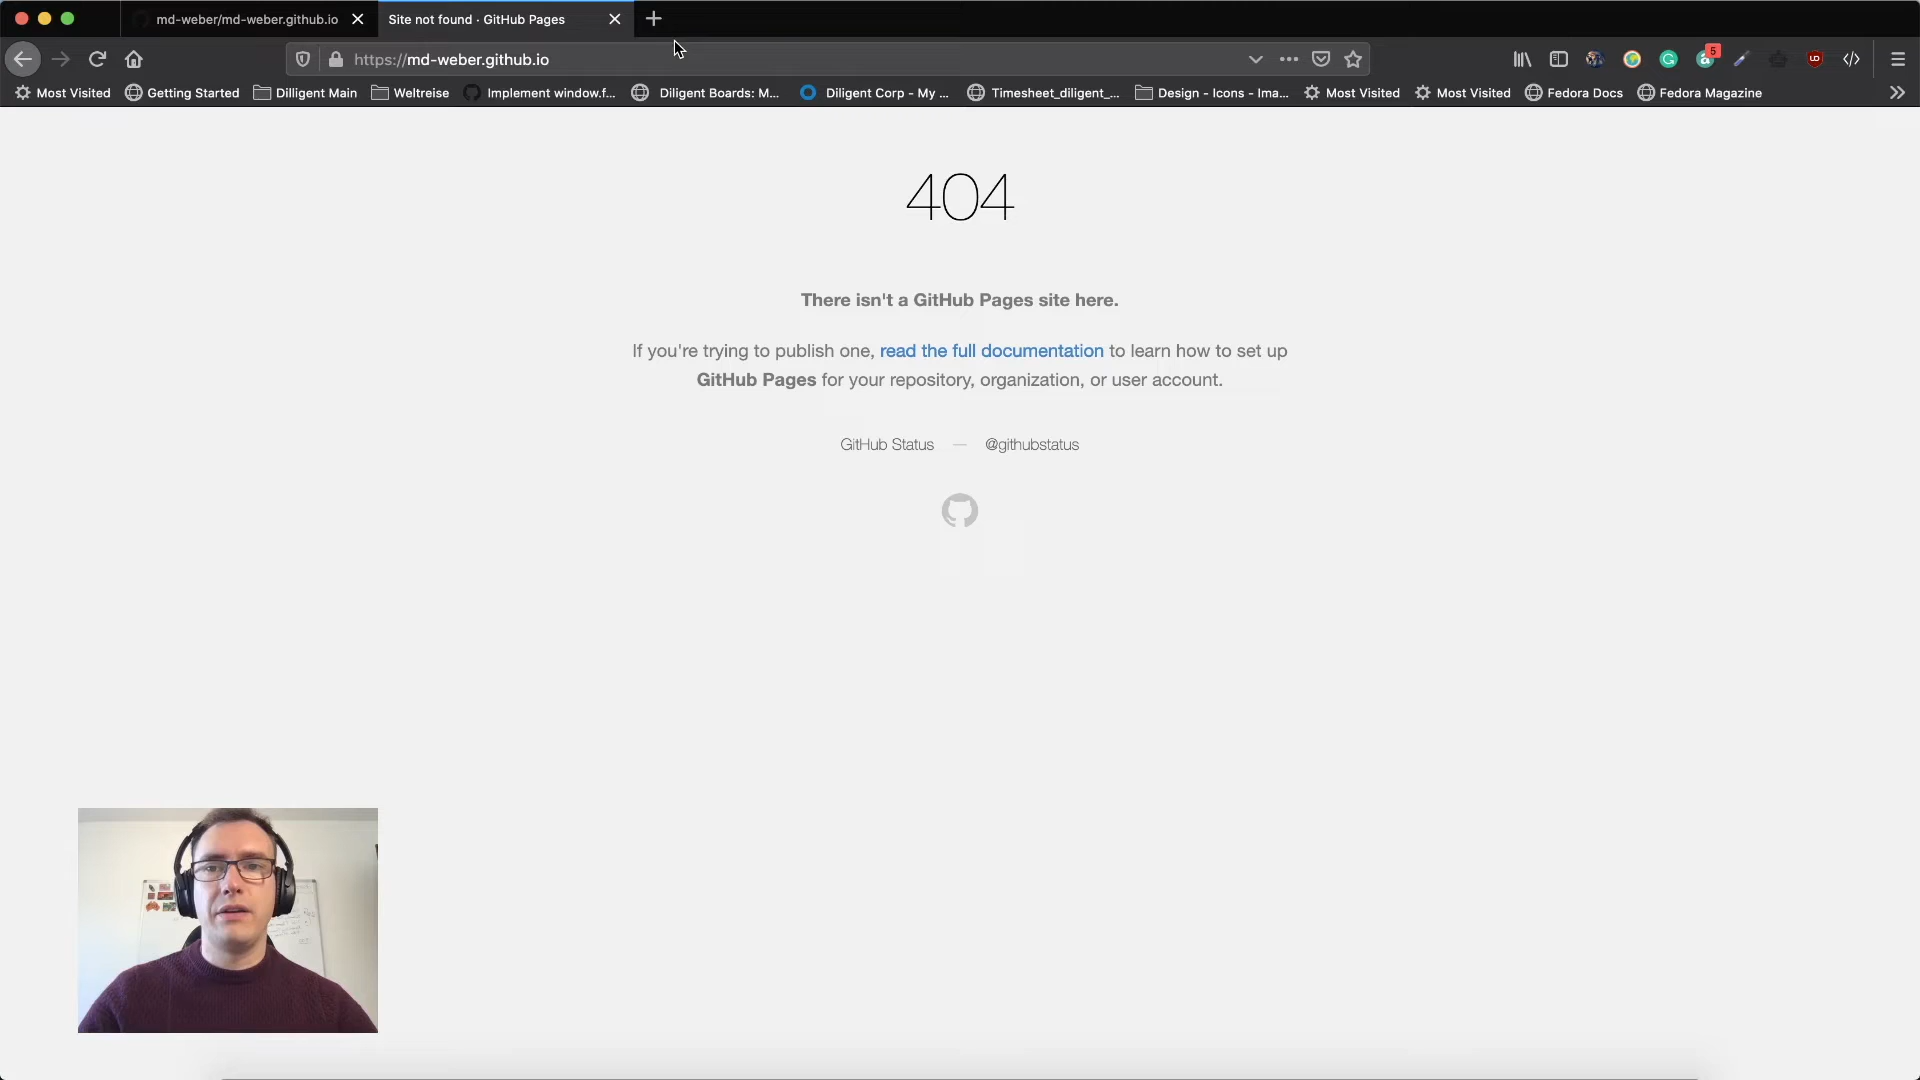 md-weber/md-weber.github.io
Site not found · GitHub Pages
https://md-weber.github.io
5
Most Visited
Getting Started
Dilligent Main
Weltreise
Implement window.f...
Diligent Boards: M...
Diligent Corp - My ...
Timesheet_diligent_...
Design - Icons - Ima...
Most Visited
Most Visited
Fedora Docs
Fedora Magazine
404
There isn't a GitHub Pages site here.
If you're trying to publish one, read the full documentation to learn how to set up
GitHub Pages for your repository, organization, or user account.
GitHub Status — @githubstatus